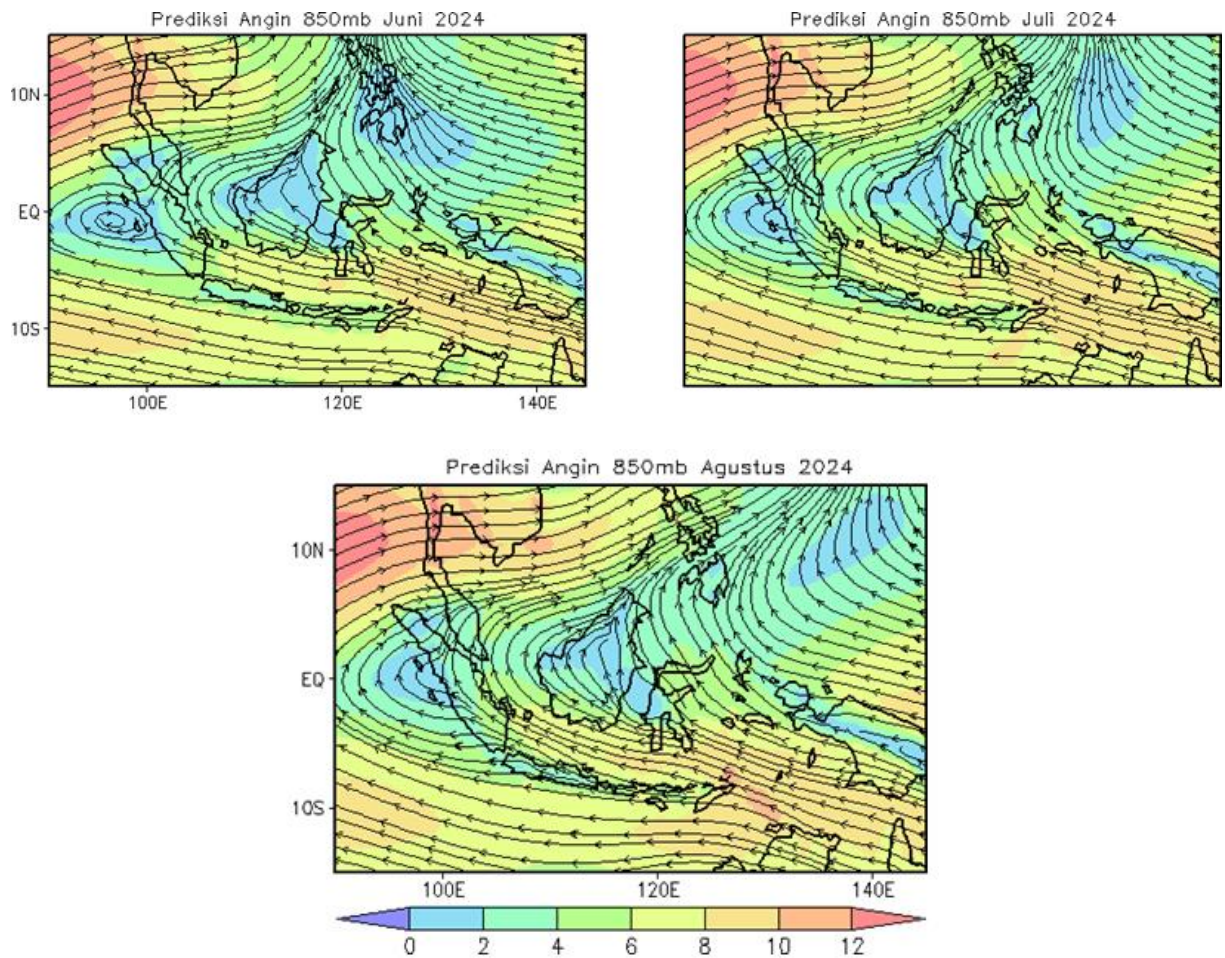 Prediksi Angin 850mb Juni 2024
Prediksi Angin 850mb Juli 2024
10N
EQ
10S
100E 120E 140E
Prediksi Angin 850mb Agustus 2024
10N
EQ
10S
100E 120E 140E
0 2 4 6 8 10 12